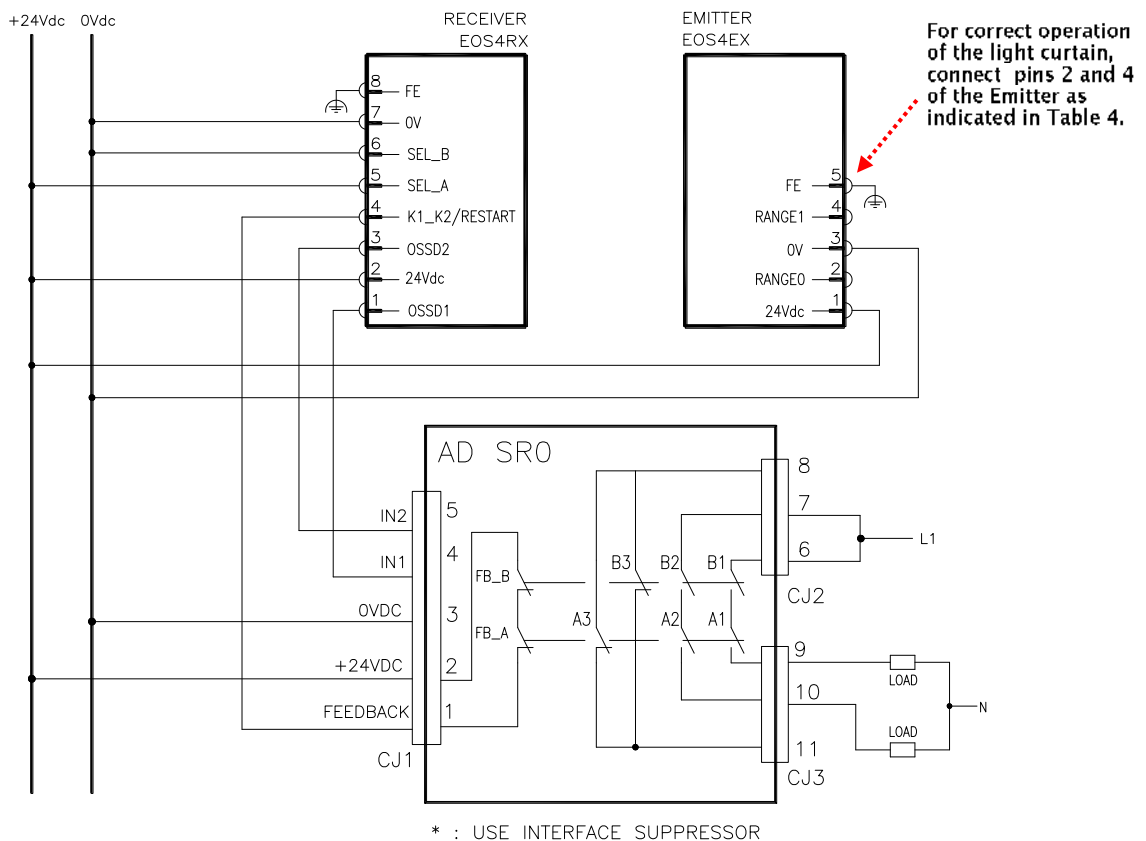 +24Vdc 0Vdc
RECEIVER
EOS4RX
EMITTER
EOS4EX
For correct operation
of the light curtain,
connect pins 2 and 4
of the Emitter as
indicated in Table 4.
8 FE
7 0V
6 SEL_B
5 SEL_A
4 K1_K2/RESTART
3 OSSD2
2 24Vdc
1 OSSD1
FE 5
RANGE1 4
0V 3
RANGE0 2
24Vdc 1
AD SR0
IN2 5
IN1 4
0VDC 3
+24VDC 2
FEEDBACK 1
CJ1
FB_B
FB_A
B3 B2 B1
A3 A2 A1
8
7
6
CJ2
L1
9
10
11
CJ3
LOAD
LOAD
N
* : USE INTERFACE SUPPRESSOR